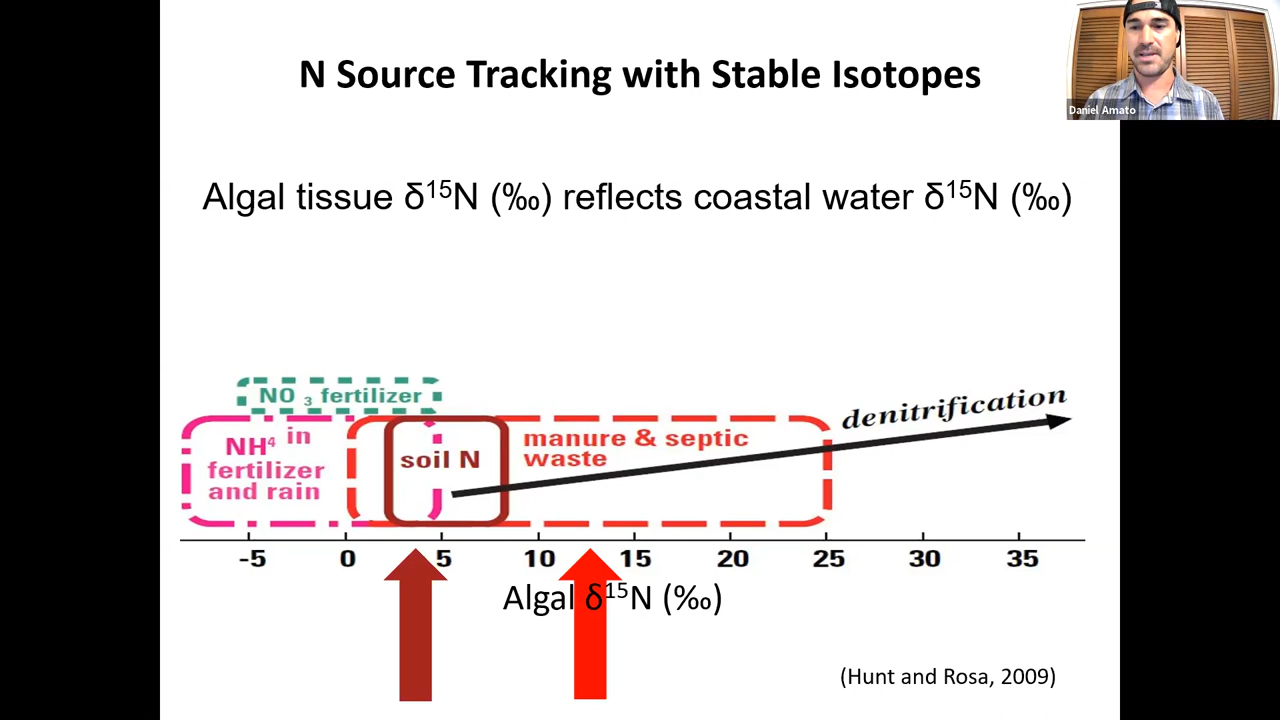 N Source Tracking with Stable Isotopes
Daniel Amato
Algal tissue δ¹⁵N (‰) reflects coastal water δ¹⁵N (‰)
NO ₃ fertilizer
denitrification
NH⁴ in
fertilizer
and rain
soil N
manure & septic
waste
-5 0 5 10 15 20 25 30 35
Algal δ¹⁵N (‰)
(Hunt and Rosa, 2009)